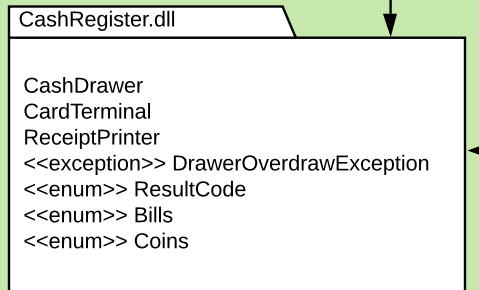 CashRegister.dll
CashDrawer
CardTerminal
ReceiptPrinter
<<exception>> DrawerOverdrawException
<<enum>> ResultCode
<<enum>> Bills
<<enum>> Coins